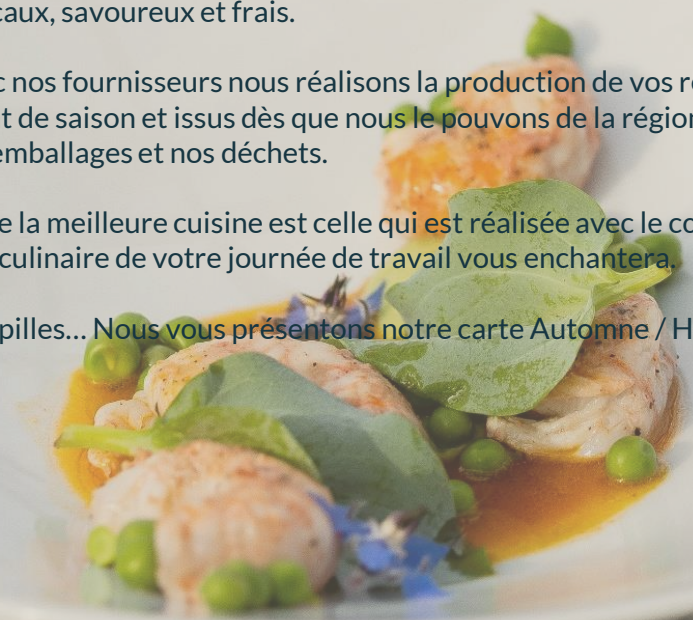 caux, savoureux et frais.
c nos fournisseurs nous réalisons la production de vos re
t de saison et issus dès que nous le pouvons de la région
emballages et nos déchets.
e la meilleure cuisine est celle qui est réalisée avec le co
culinaire de votre journée de travail vous enchantera.
pilles... Nous vous présentons notre carte Automne / H